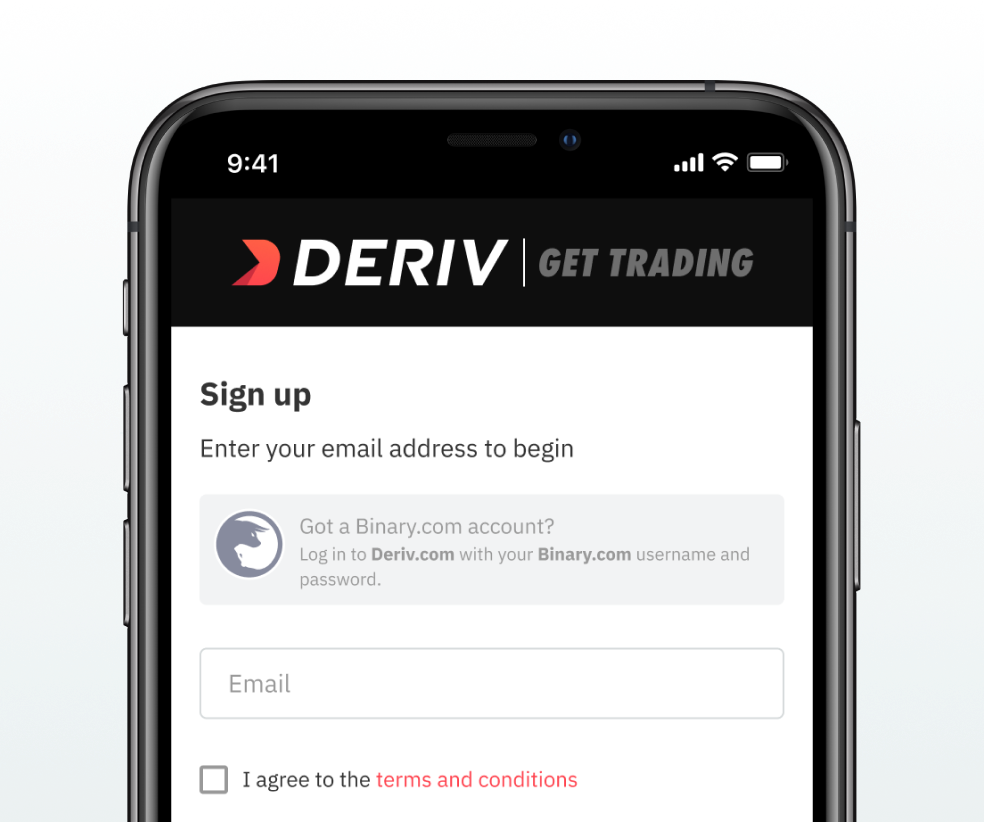 9:41
DERIV | GET TRADING
Sign up
Enter your email address to begin
Got a Binary.com account?
Log in to Deriv.com with your Binary.com username and
password.
Email
I agree to the terms and conditions